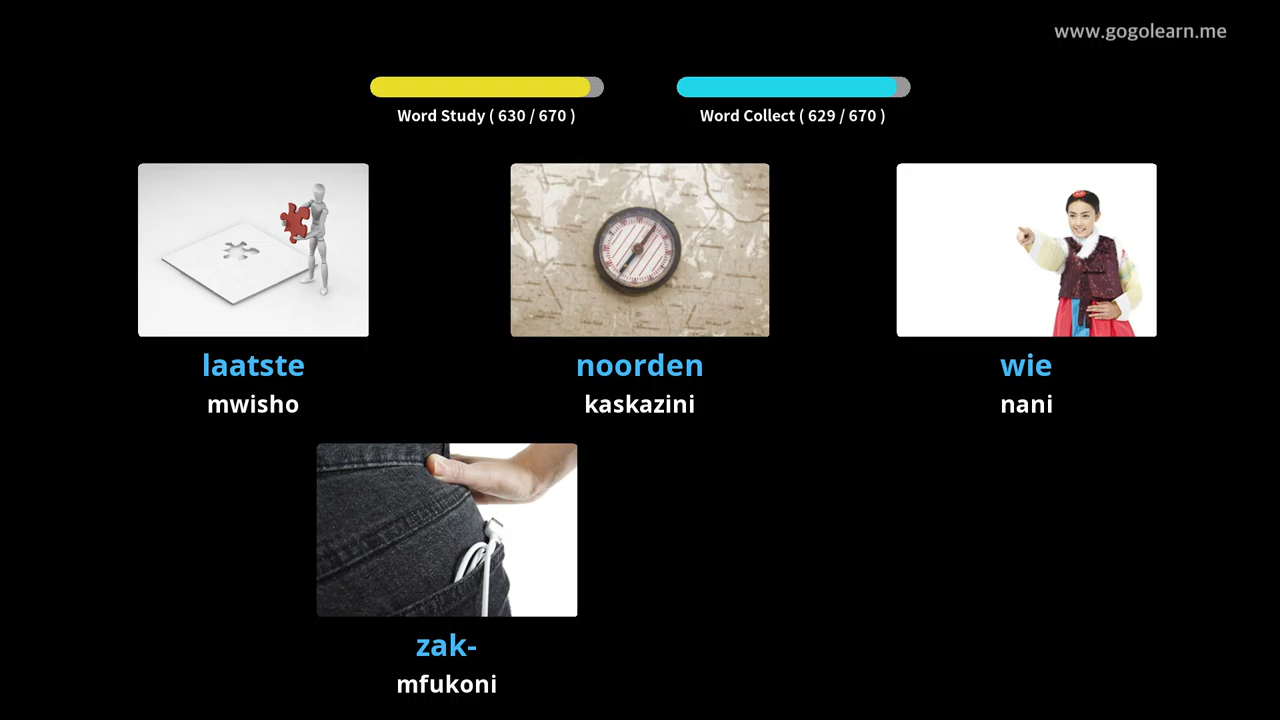 www.gogolearn.me
Word Study ( 630 / 670 )
Word Collect ( 629 / 670 )
laatste
mwisho
noorden
kaskazini
wie
nani
zak-
mfukoni